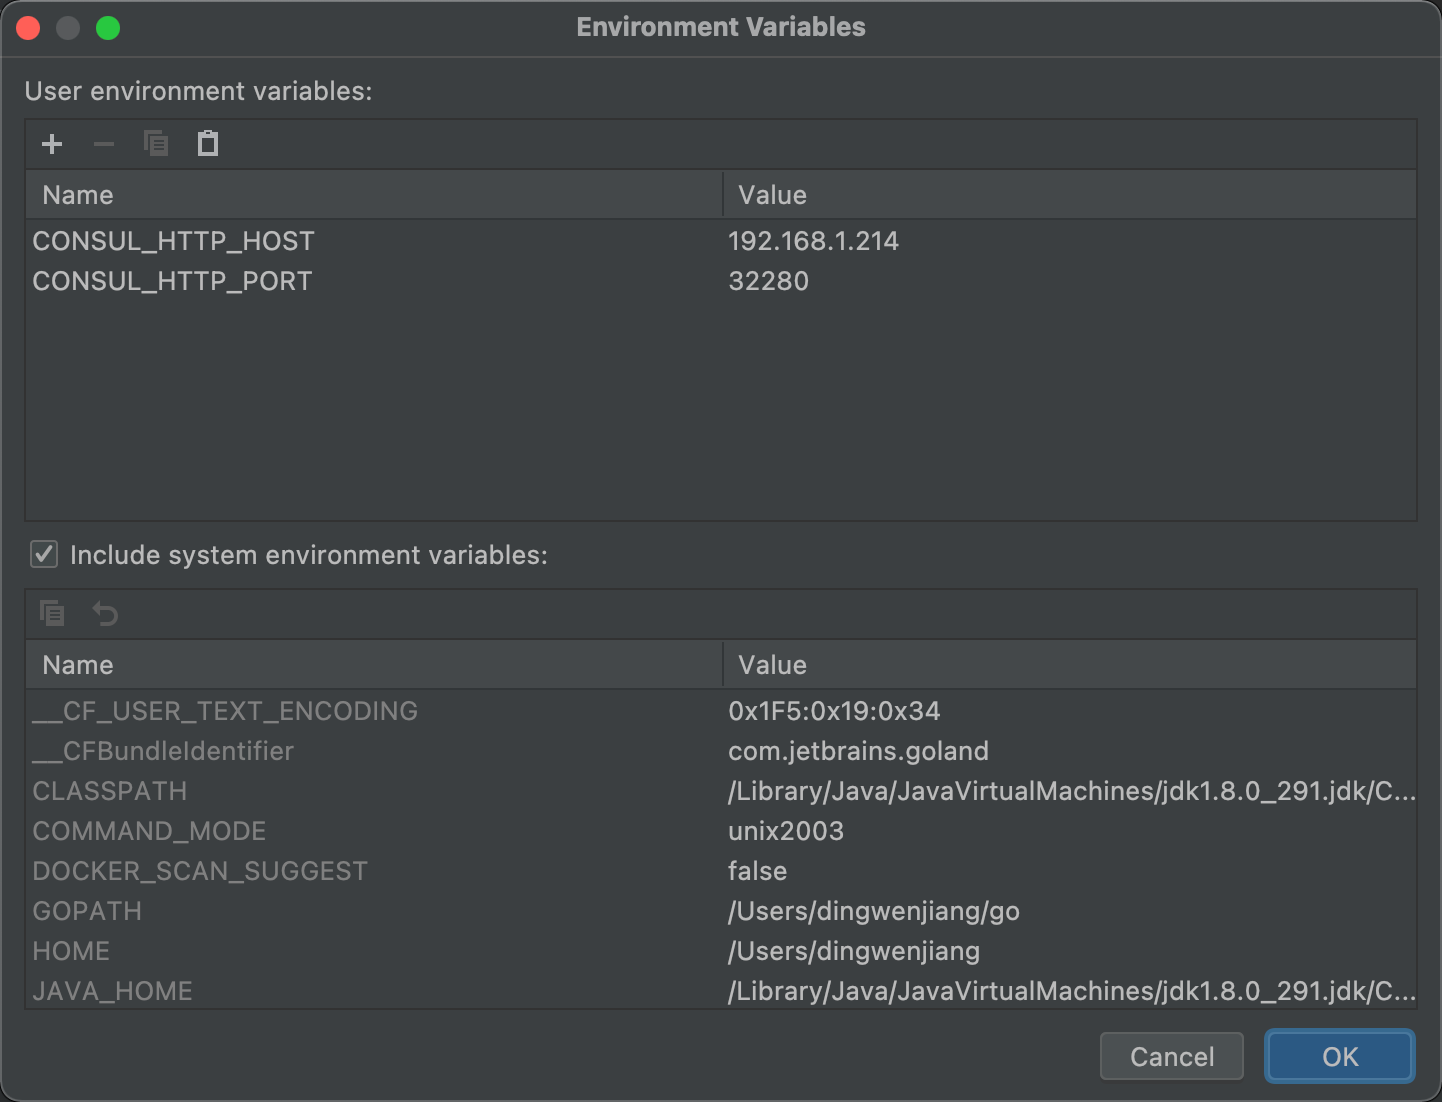 Environment Variables
User environment variables:
Name Value
CONSUL_HTTP_HOST 192.168.1.214
CONSUL_HTTP_PORT 32280
Include system environment variables:
Name Value
__CF_USER_TEXT_ENCODING 0x1F5:0x19:0x34
__CFBundleIdentifier com.jetbrains.goland
CLASSPATH /Library/Java/JavaVirtualMachines/jdk1.8.0_291.jdk/C...
COMMAND_MODE unix2003
DOCKER_SCAN_SUGGEST false
GOPATH /Users/dingwenjiang/go
HOME /Users/dingwenjiang
JAVA_HOME /Library/Java/JavaVirtualMachines/jdk1.8.0_291.jdk/C...
Cancel OK